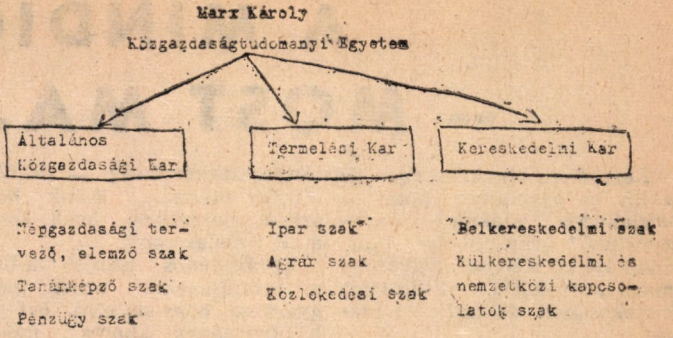 Marx Károly
Közgazdaságtudományi Egyetem
Általános
Közgazdasági Kar
Termelési Kar
Kereskedelmi Kar
Népgazdasági ter-
vező, elemző szak
Tanárképző szak
Pénzügy szak
Ipar szak
Agrár szak
Közlekedési szak
Belkereskedelmi szak
Külkereskedelmi és
nemzetközi kapcso-
latok szak